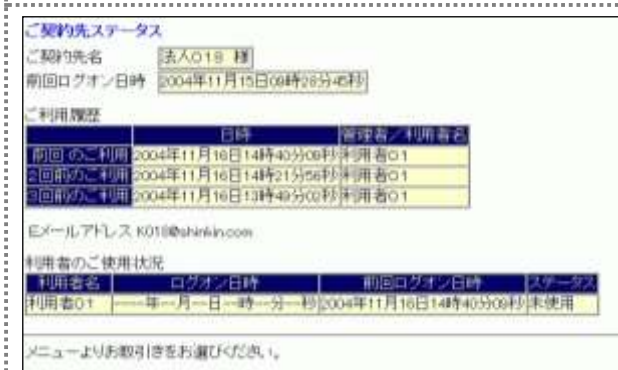 ご契約先ステータス
ご契約先名 法人018 様
前回ログオン日時 2004年11月15日09時28分45秒
ご利用履歴
日時 管理者／利用者名
前回 のご利用 2004年11月16日14時40分09秒 利用者01
2回前のご利用 2004年11月16日14時21分56秒 利用者01
3回前のご利用 2004年11月16日13時49分02秒 利用者01
Eメールアドレス K018@shinkin.com
利用者のご使用状況
利用者名 ログオン日時 前回ログオン日時 ステータス
利用者01 ----年--月--日--時--分--秒 2004年11月16日14時40分09秒 未使用
メニューよりお取引きをお選びください。